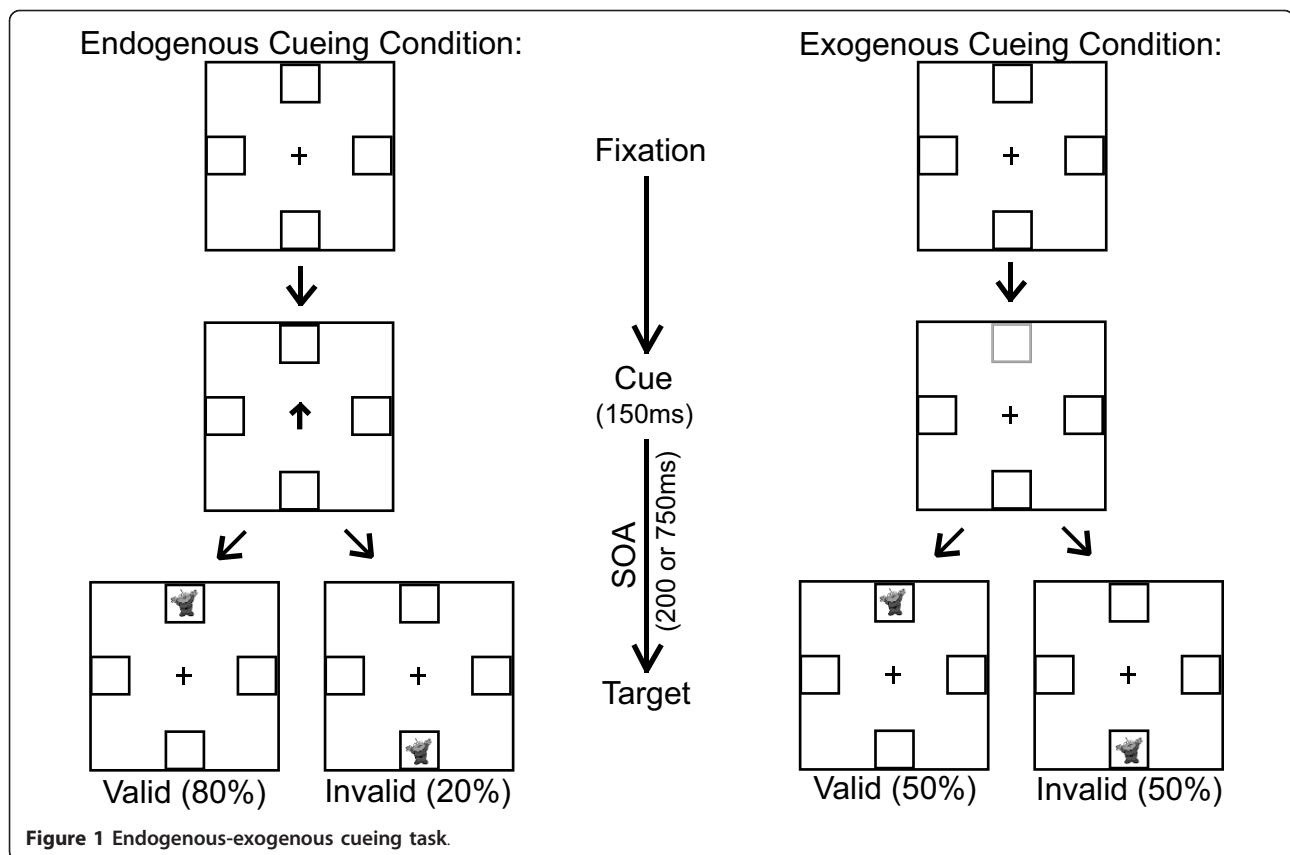 Endogenous Cueing Condition:
Exogenous Cueing Condition:
Fixation
Cue
(150ms)
SOA
(200 or 750ms)
Target
Valid (80%)
Invalid (20%)
Valid (50%)
Invalid (50%)
Figure 1 Endogenous-exogenous cueing task.